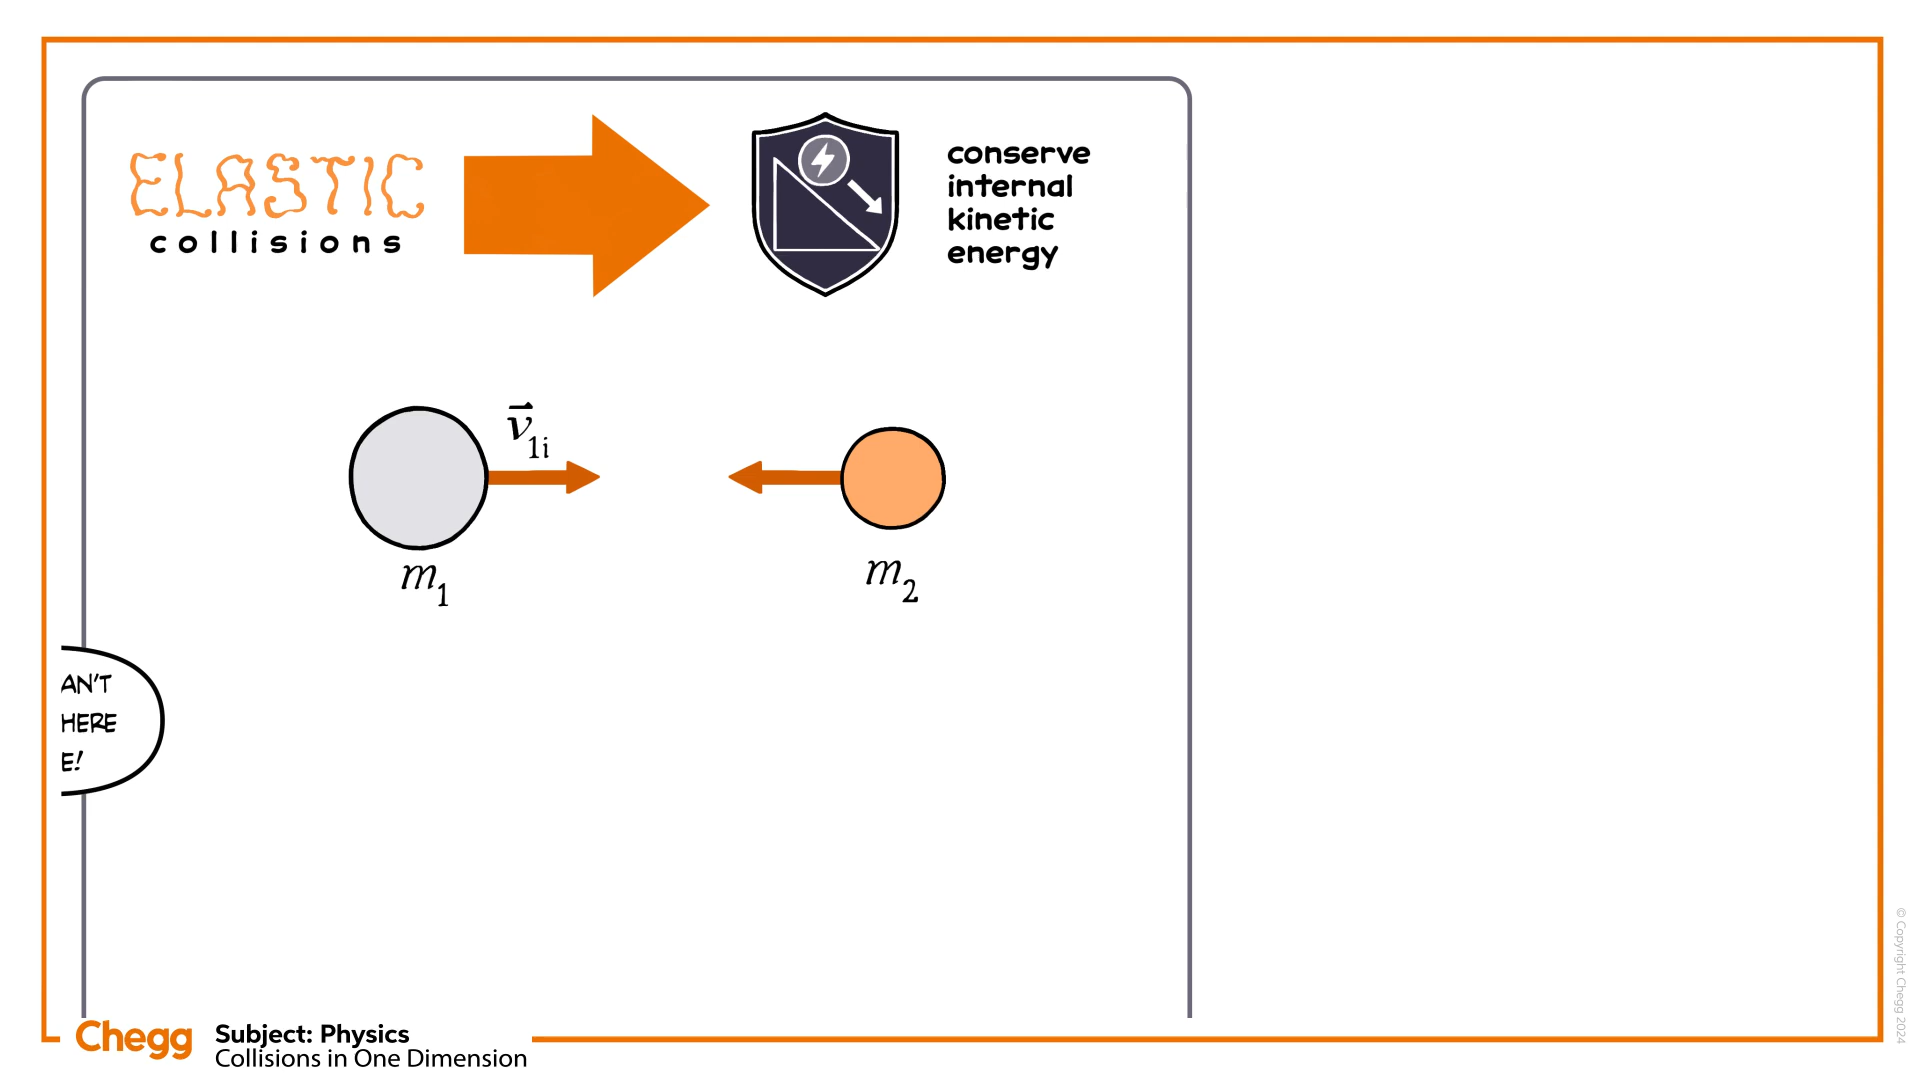 ELASTIC
collisions
conserve
internal
kinetic
energy
v⃗1i
m1
m2
AN'T
HERE
E!
Chegg
Subject: Physics
Collisions in One Dimension
© Copyright Chegg 2024